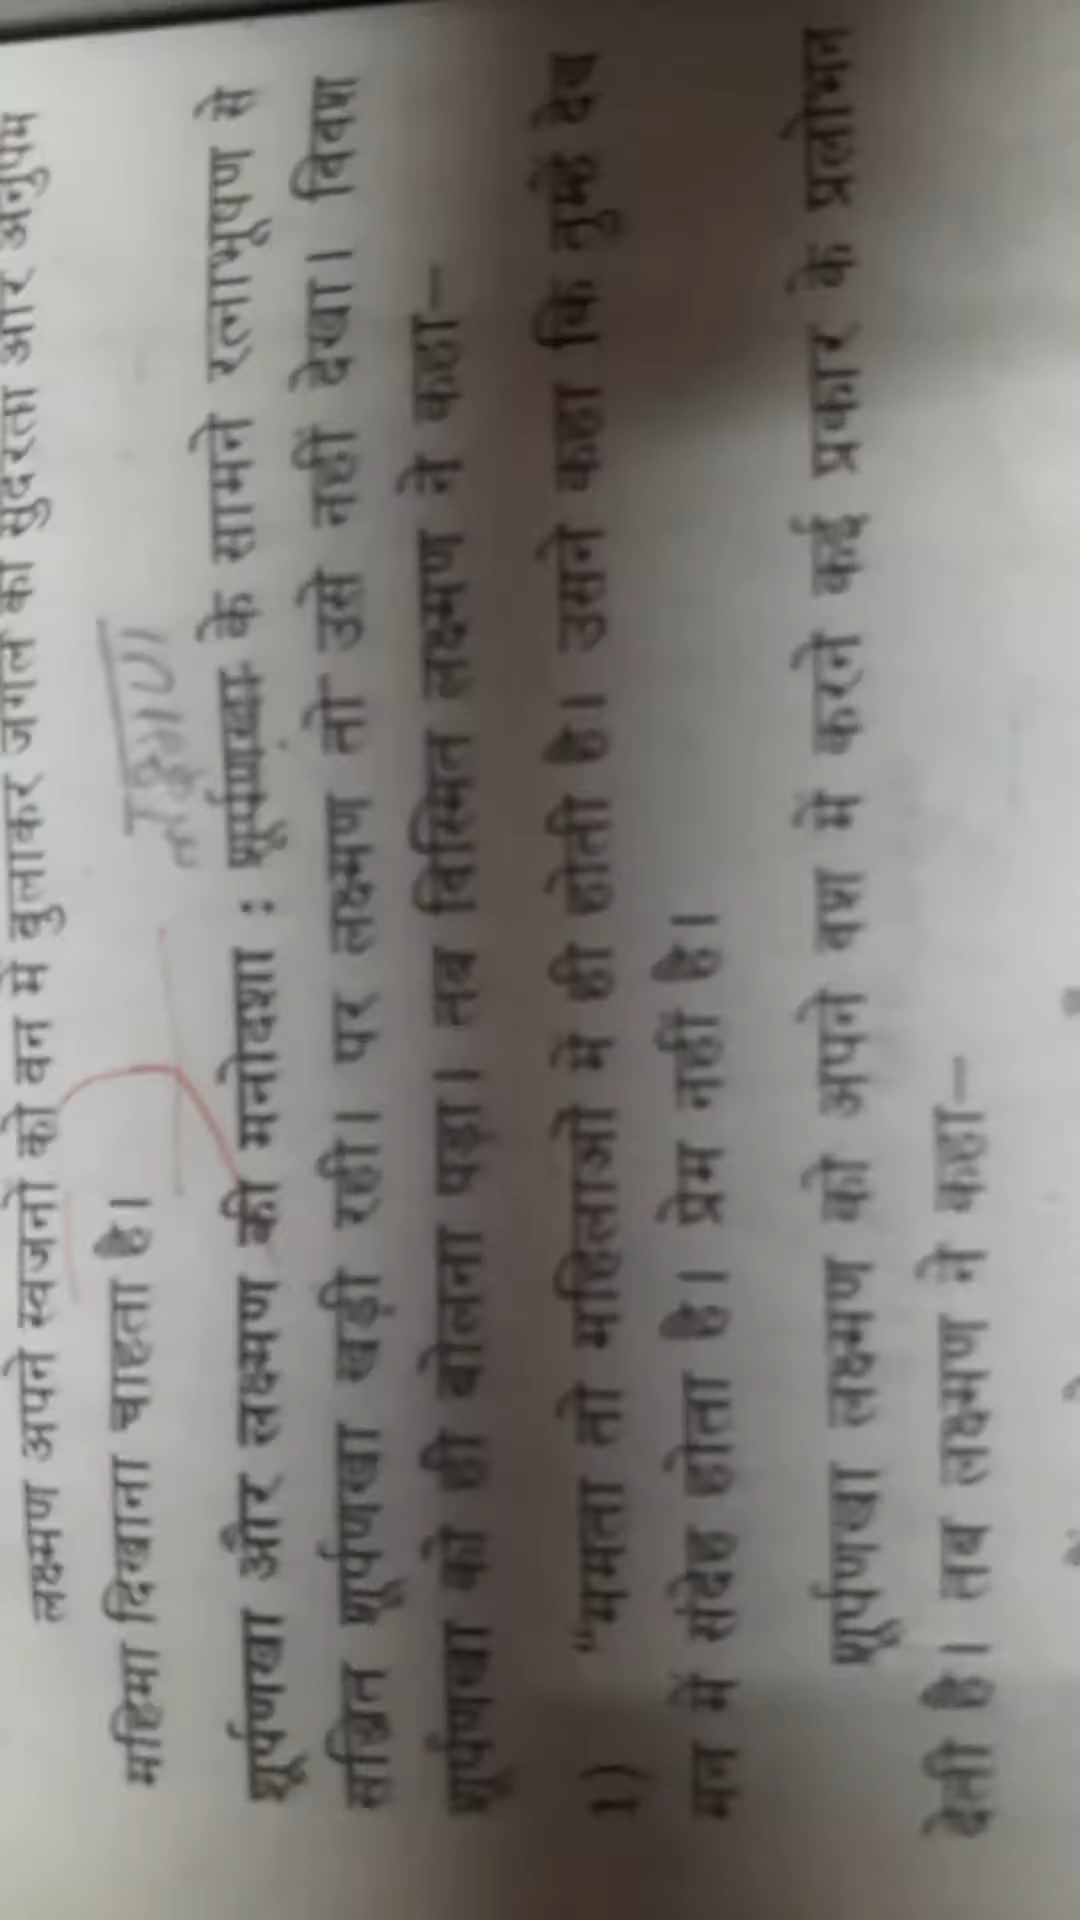 लक्ष्मण अपने स्वजनों को वन में बुलाकर जंगल की सुंदरता और अनुपम
महिमा दिखाना चाहता है।
शूर्पणखा और लक्ष्मण की मनोदशा : शूर्पणखा के सामने रत्नाभूषण से
सज्जित शूर्पणखा खड़ी रही। पर लक्ष्मण तो उसे नहीं देखा। विवश
शूर्पणखा को ही बोलना पड़ा। तब विस्मित लक्ष्मण ने कहा–
1) "ममता तो महिलाओं में ही होती है। उसने कहा कि तुम्हें देख
मन में संदेह होता है। प्रेम नहीं है।
शूर्पणखा लक्ष्मण को अपने वश में करने कई प्रकार के प्रलोभन
देती है। तब लक्ष्मण ने कहा–